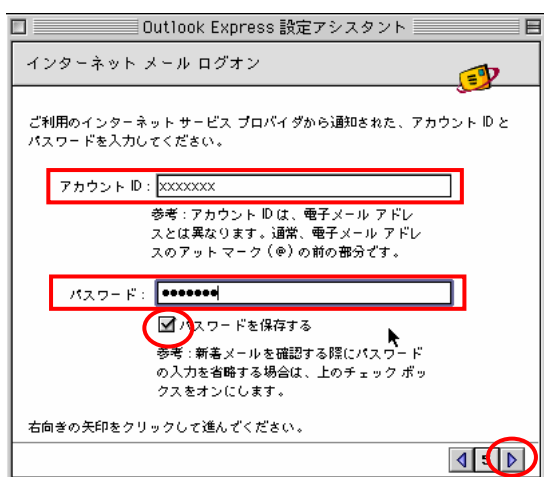 Outlook Express 設定アシスタント
インターネット メール ログオン
ご利用のインターネット サービス プロバイダから通知された、アカウント ID と
パスワードを入力してください。
アカウント ID : xxxxxxx
参考 : アカウント ID は、電子メール アドレ
スとは異なります。通常、電子メール アドレ
スのアット マーク (@) の前の部分です。
パスワード : •••••••
パスワードを保存する
参考 : 新着メールを確認する際にパスワード
の入力を省略する場合は、上のチェック ボッ
クスをオンにします。
右向きの矢印をクリックして進んでください。
5